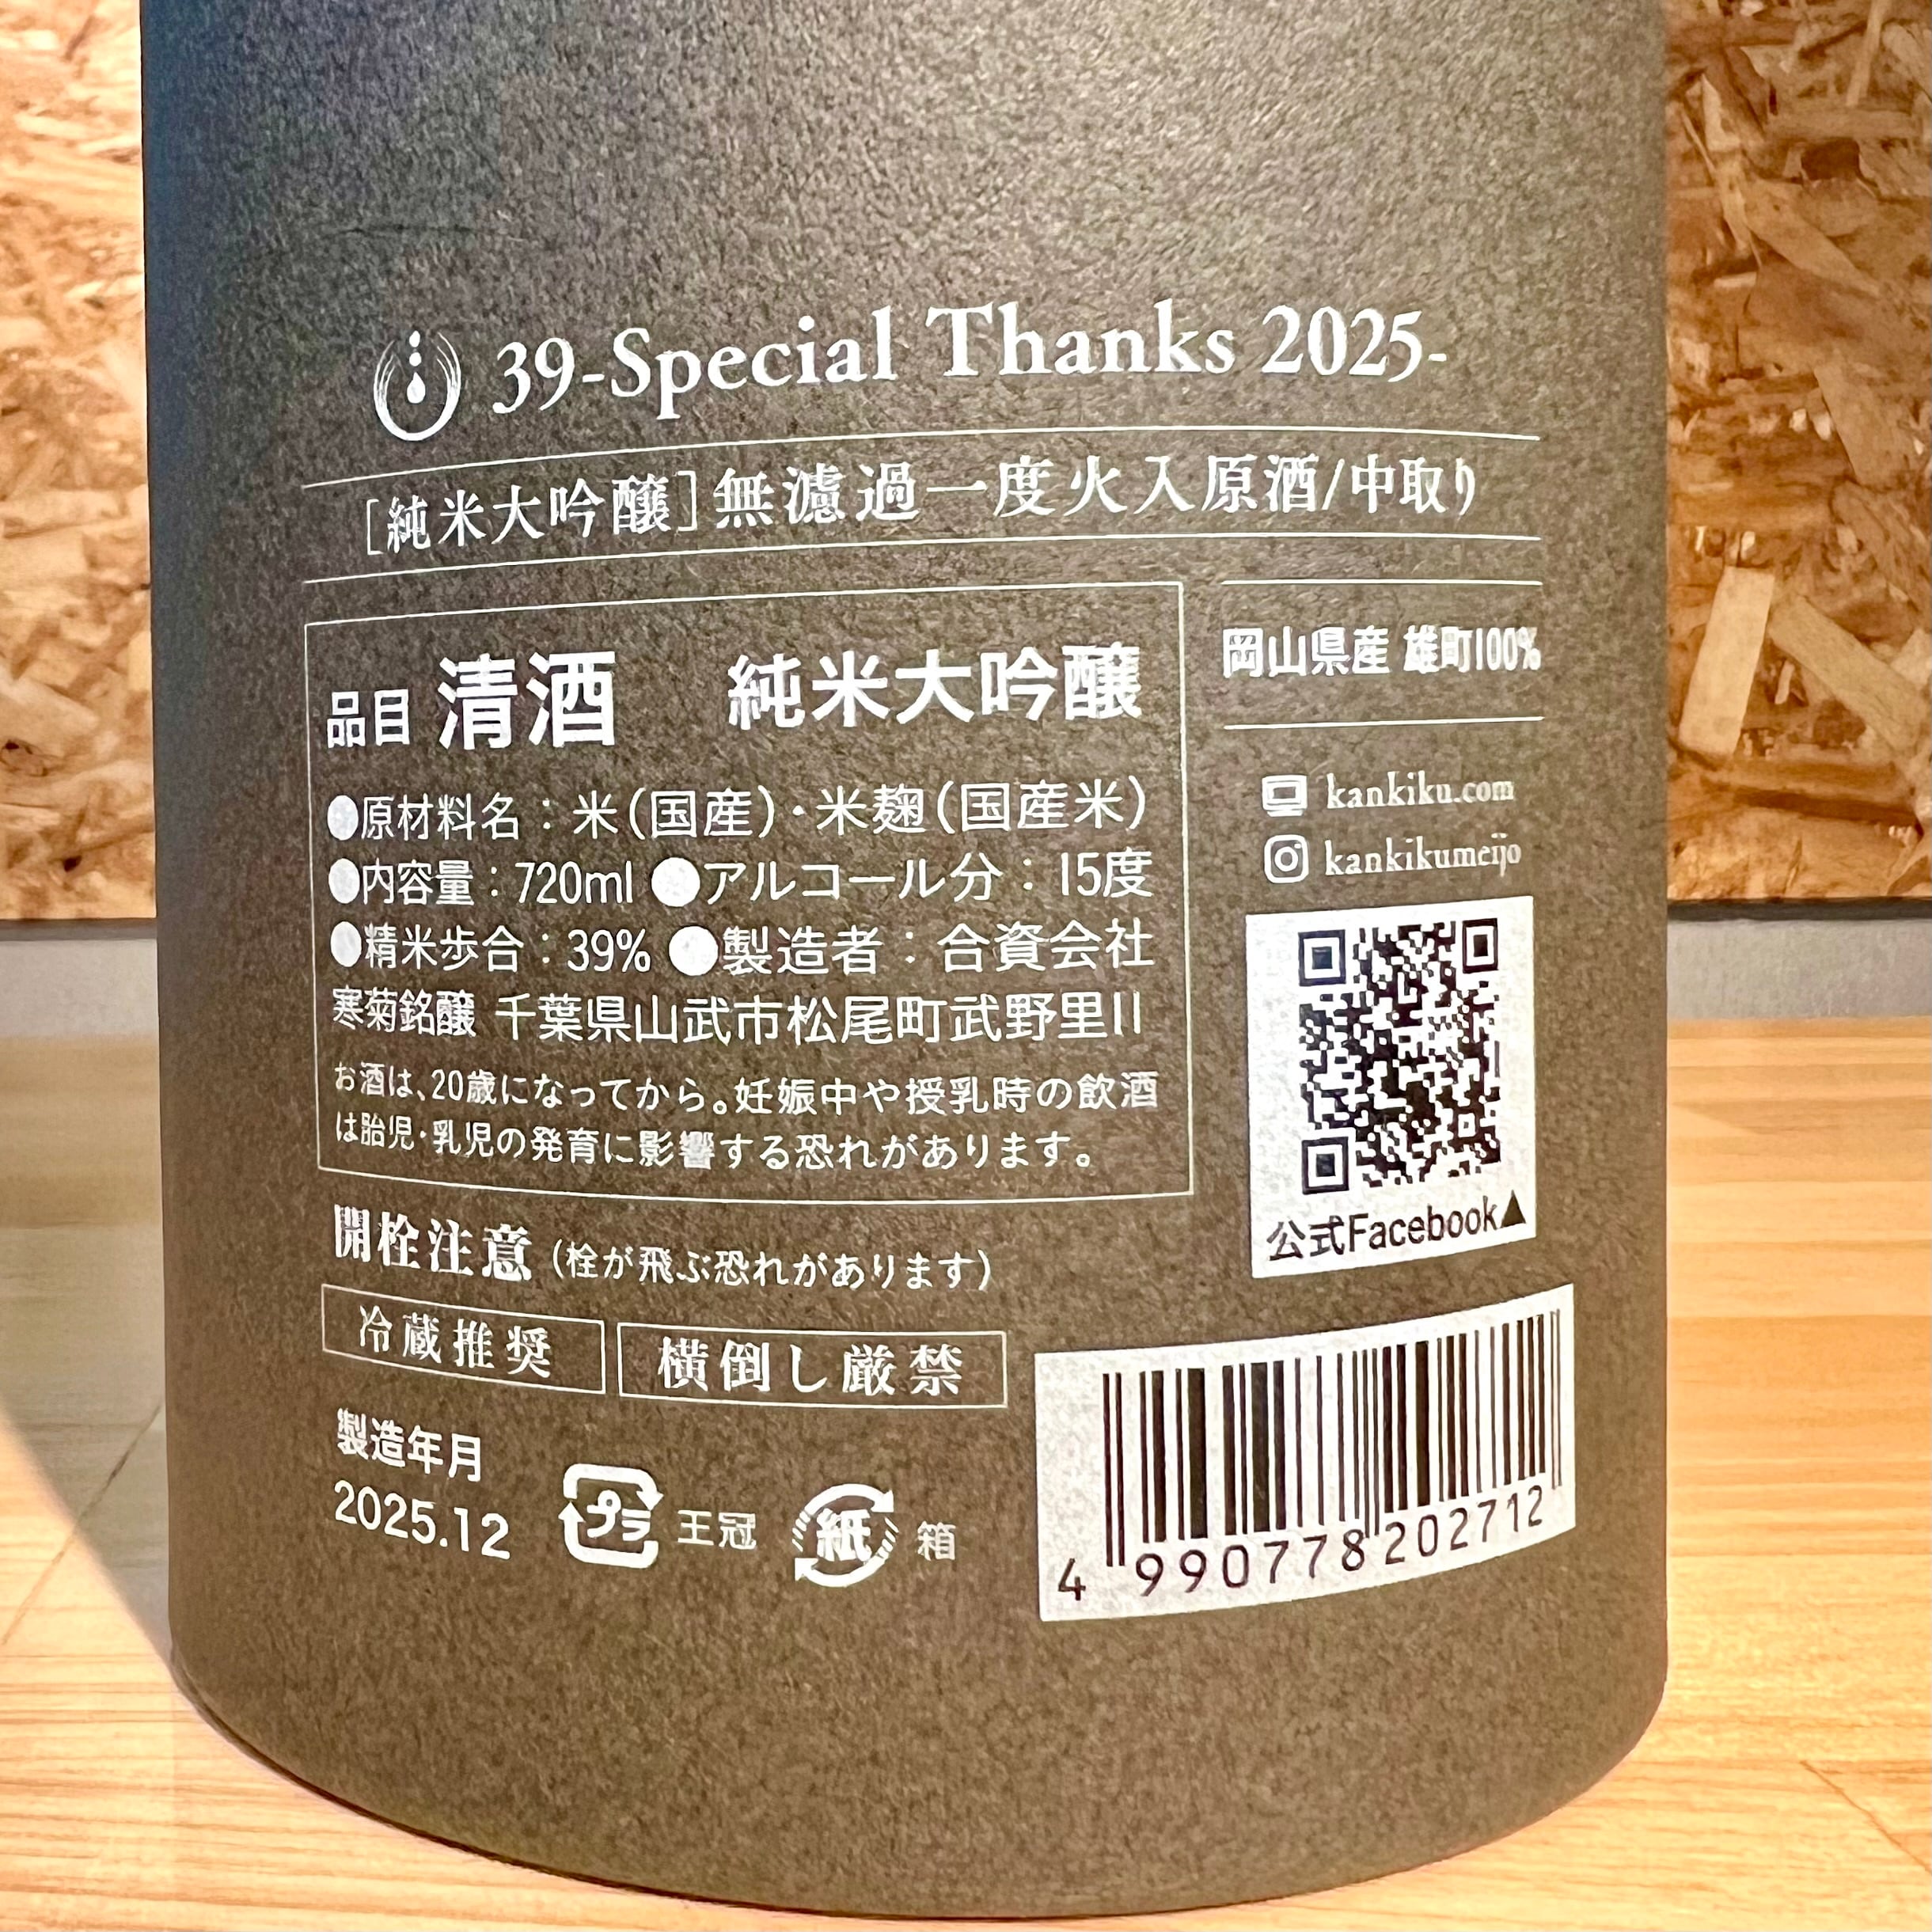 39-Special Thanks 2025-
[純米大吟醸]無濾過一度火入原酒/中取り
品目 清酒 純米大吟醸
●原材料名：米(国産)・米麹(国産米)
●内容量：720ml ●アルコール分：15度
●精米歩合：39% ●製造者：合資会社
寒菊銘醸 千葉県山武市松尾町武野里11
お酒は、20歳になってから。妊娠中や授乳時の飲酒
は胎児・乳児の発育に影響する恐れがあります。
岡山県産 雄町100%
kankiku.com
kankikumeijo
公式Facebook▲
開栓注意 (栓が飛ぶ恐れがあります)
冷蔵推奨 横倒し厳禁
製造年月
2025.12
プラ 王冠 紙 箱
4 990778 202712